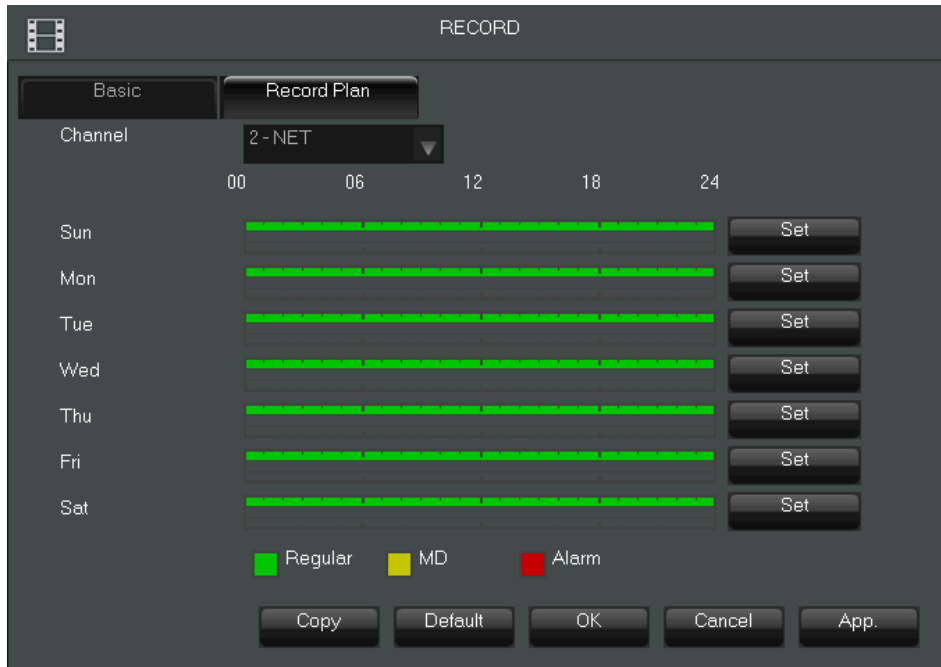 RECORD
Basic Record Plan
Channel 2-NET
00 06 12 18 24
Sun Set
Mon Set
Tue Set
Wed Set
Thu Set
Fri Set
Sat Set
Regular MD Alarm
Copy Default OK Cancel App.